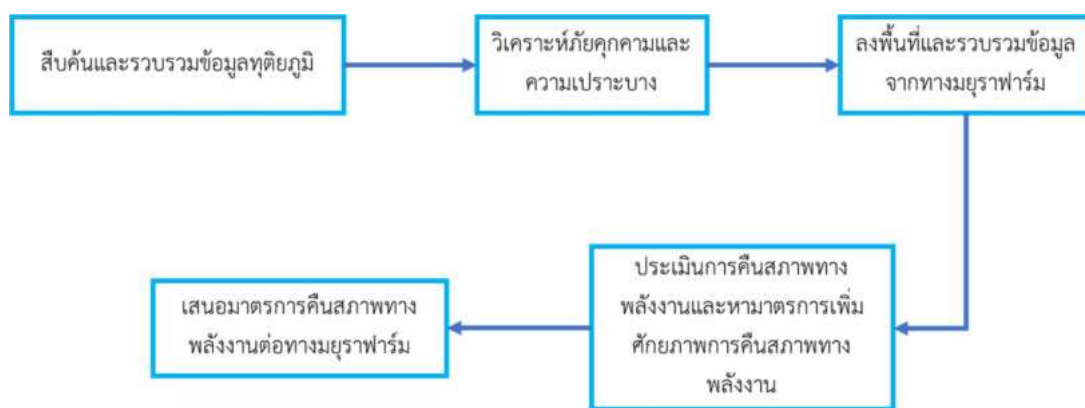 สืบค้นและรวบรวมข้อมูลทุติยภูมิ
วิเคราะห์ภัยคุกคามและ
ความเปราะบาง
ลงพื้นที่และรวบรวมข้อมูล
จากทางมยุราฟาร์ม
ประเมินการคืนสภาพทาง
พลังงานและหามาตรการเพิ่ม
ศักยภาพการคืนสภาพทาง
พลังงาน
เสนอมาตรการคืนสภาพทาง
พลังงานต่อทางมยุราฟาร์ม